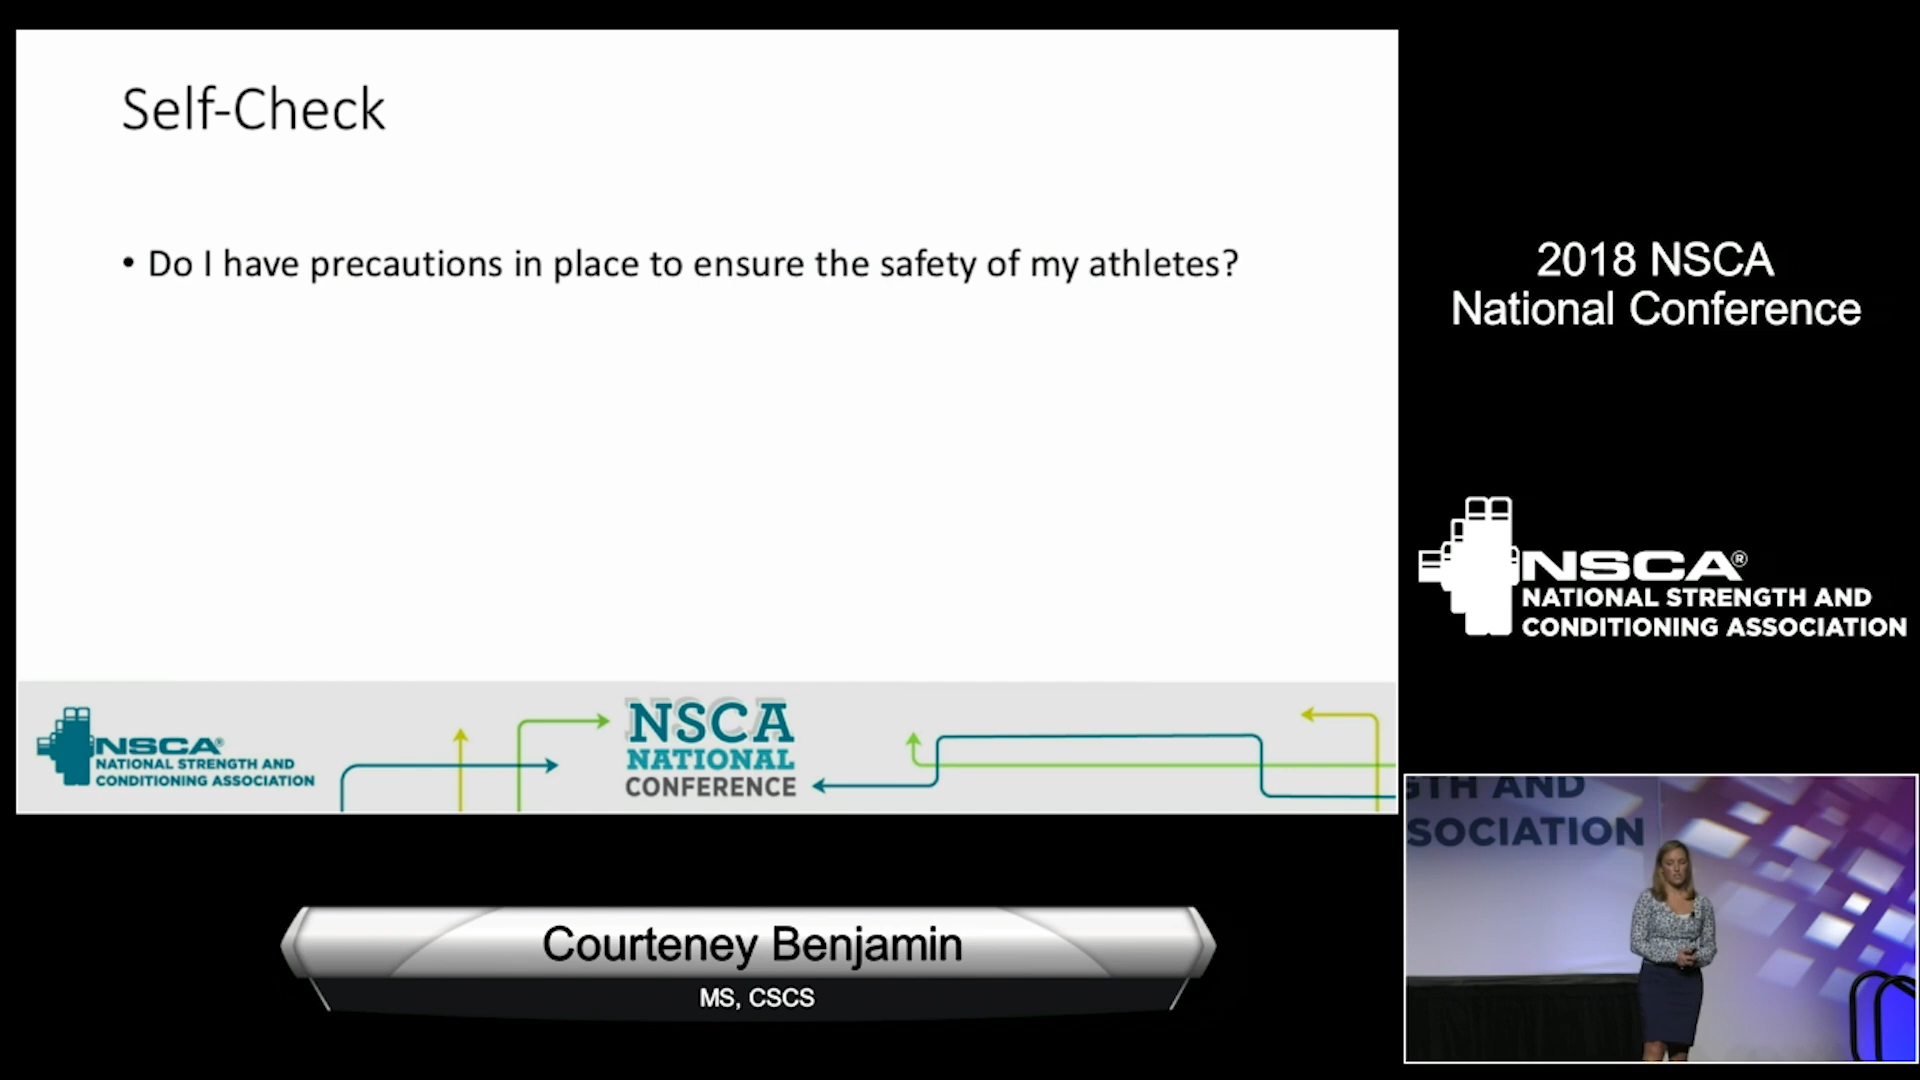 Self-Check
• Do I have precautions in place to ensure the safety of my athletes?
NSCA®
NATIONAL STRENGTH AND
CONDITIONING ASSOCIATION
NSCA
NATIONAL
CONFERENCE
2018 NSCA
National Conference
NSCA®
NATIONAL STRENGTH AND
CONDITIONING ASSOCIATION
GTH AND
SOCIATION
Courteney Benjamin
MS, CSCS